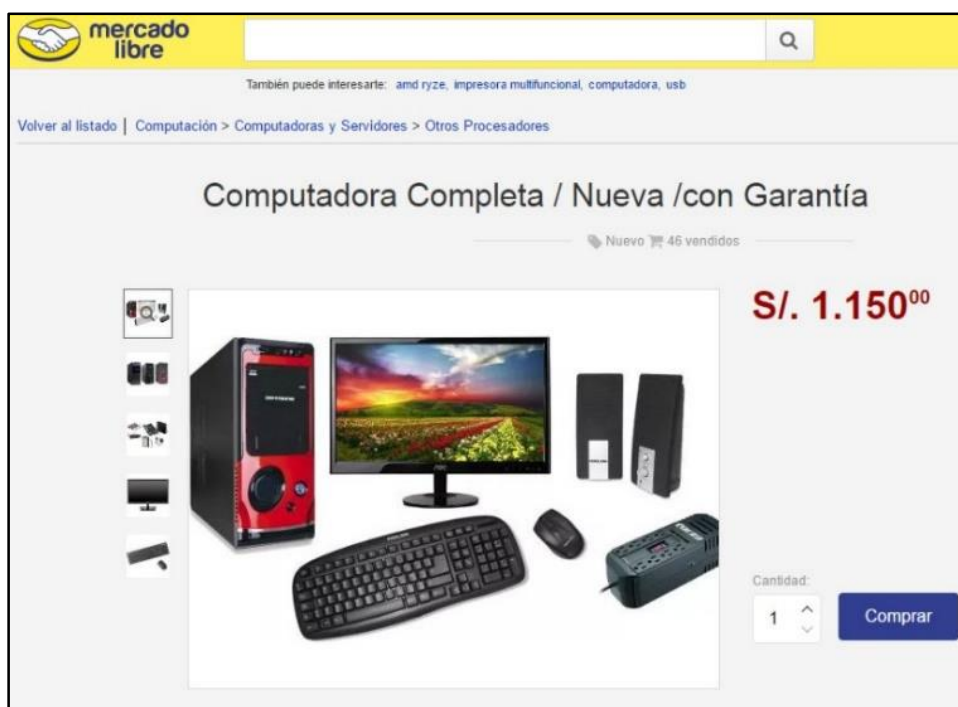 mercado
libre
También puede interesarte: amd ryze, impresora multifuncional, computadora, usb
Volver al listado | Computación > Computadoras y Servidores > Otros Procesadores
Computadora Completa / Nueva /con Garantía
Nuevo 46 vendidos
S/. 1.150⁰⁰
Cantidad:
1
Comprar